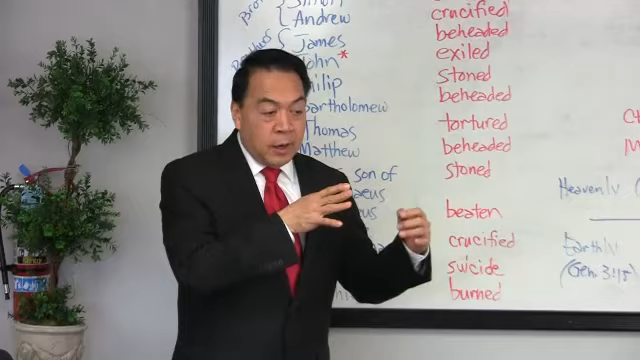 Andrew crucified
James beheaded
John* exiled
Philip stoned
Bartholomew beheaded
Thomas tortured
Matthew beheaded
son of stoned
Heavenly
beaten
crucified Earthly
suicide (Gen. 3:15)
burned